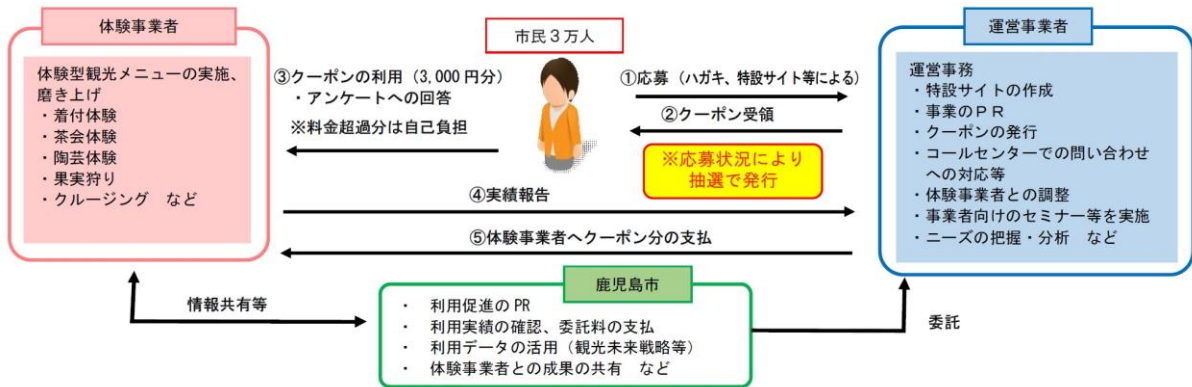 体験事業者
体験型観光メニューの実施、
磨き上げ
・着付体験
・茶会体験
・陶芸体験
・果実狩り
・クルージング　など
市民３万人
③クーポンの利用（3,000 円分）
・アンケートへの回答
※料金超過分は自己負担
①応募（ハガキ、特設サイト等による）
②クーポン受領
※応募状況により
抽選で発行
④実績報告
⑤体験事業者へクーポン分の支払
運営事業者
運営事務
・特設サイトの作成
・事業のＰＲ
・クーポンの発行
・コールセンターでの問い合わせ
への対応等
・体験事業者との調整
・事業者向けのセミナー等を実施
・ニーズの把握・分析　など
情報共有等
鹿児島市
・ 利用促進の PR
・ 利用実績の確認、委託料の支払
・ 利用データの活用（観光未来戦略等）
・ 体験事業者との成果の共有　など
委託